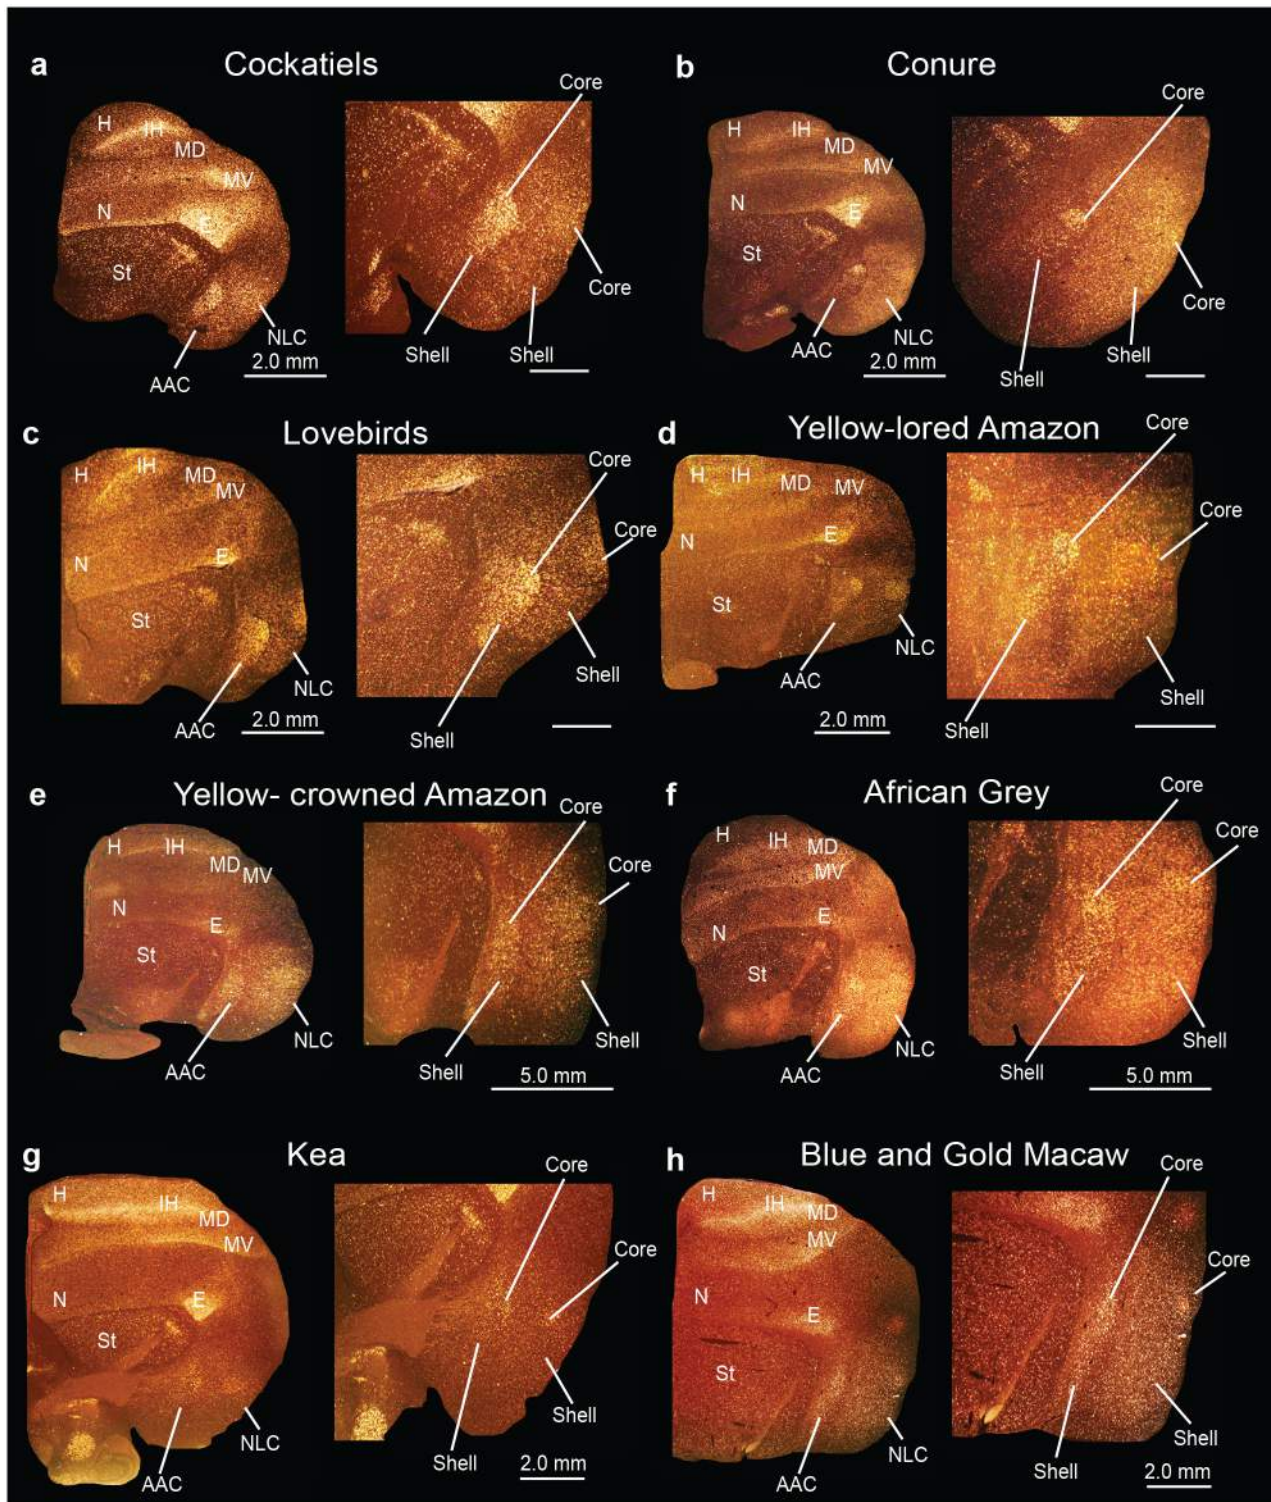 a
Cockatiels
Core
H
IH
MD
MV
N
E
St
Core
NLC
2.0 mm
Shell
Shell
AAC
b
Conure
Core
H
IH
MD
MV
N
E
St
Core
AAC
NLC
2.0 mm
Shell
Shell
c
Lovebirds
Core
H
IH
MD
MV
Core
N
E
St
NLC
Shell
2.0 mm
AAC
Shell
d
Yellow-lored Amazon
Core
H
IH
MD
MV
Core
N
E
St
NLC
AAC
Shell
2.0 mm
Shell
e
Yellow- crowned Amazon
Core
H
IH
MD
MV
Core
N
E
St
NLC
Shell
AAC
Shell
5.0 mm
f
African Grey
Core
H
IH
MD
MV
Core
N
E
St
NLC
Shell
AAC
Shell
5.0 mm
g
Kea
Core
H
IH
MD
MV
Core
N
E
St
NLC
Shell
AAC
Shell
2.0 mm
h
Blue and Gold Macaw
Core
H
IH
MD
MV
Core
N
E
St
NLC
Shell
AAC
Shell
2.0 mm